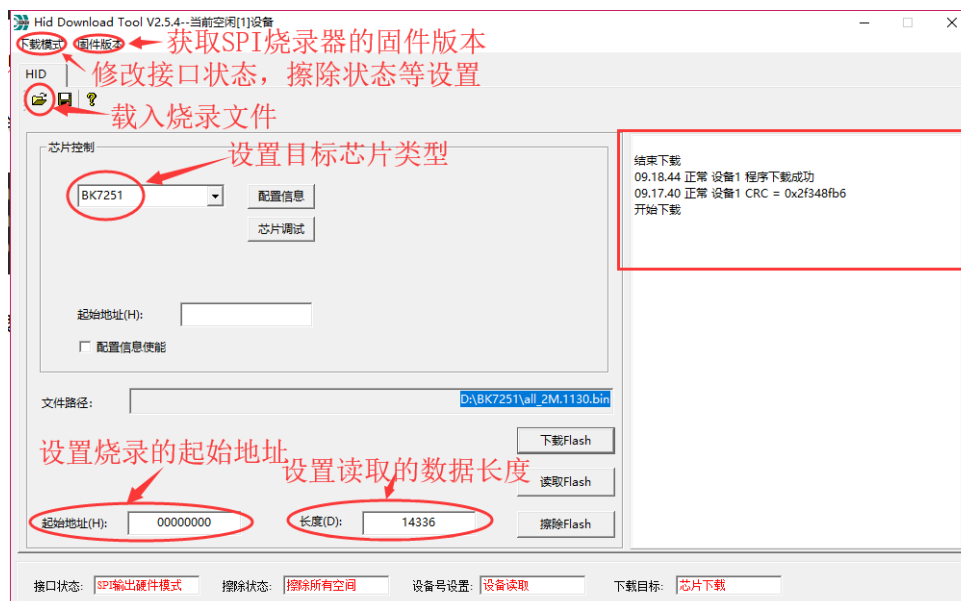 Hid Download Tool V2.5.4--当前空闲[1]设备
下载模式 固件版本 获取SPI烧录器的固件版本
修改接口状态，擦除状态等设置
HID
载入烧录文件
芯片控制
设置目标芯片类型
BK7251
配置信息
芯片调试
起始地址(H):
配置信息使能
结束下载
09.18.44 正常 设备1 程序下载成功
09.17.40 正常 设备1 CRC = 0x2f348fb6
开始下载
文件路径:
D:\BK7251\all_2M.1130.bin
下载Flash
设置烧录的起始地址
设置读取的数据长度
读取Flash
起始地址(H): 00000000 长度(D): 14336
擦除Flash
接口状态: SPI输出硬件模式 擦除状态: 擦除所有空间 设备号设置: 设备读取 下载目标: 芯片下载